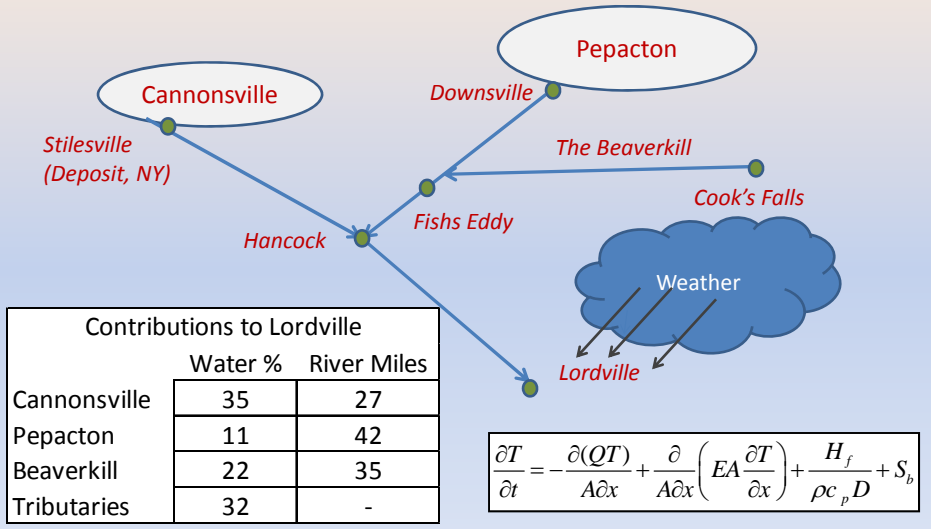 Pepacton
Cannonsville
Downsville
Stilesville
(Deposit, NY)
The Beaverkill
Cook's Falls
Fishs Eddy
Hancock
Weather
Lordville
Contributions to Lordville
Water % River Miles
Cannonsville 35 27
Pepacton 11 42
Beaverkill 22 35
Tributaries 32 -
∂T/∂t = −∂(QT)/A∂x + ∂/A∂x (EA ∂T/∂x) + H_f/ρc_pD + S_b